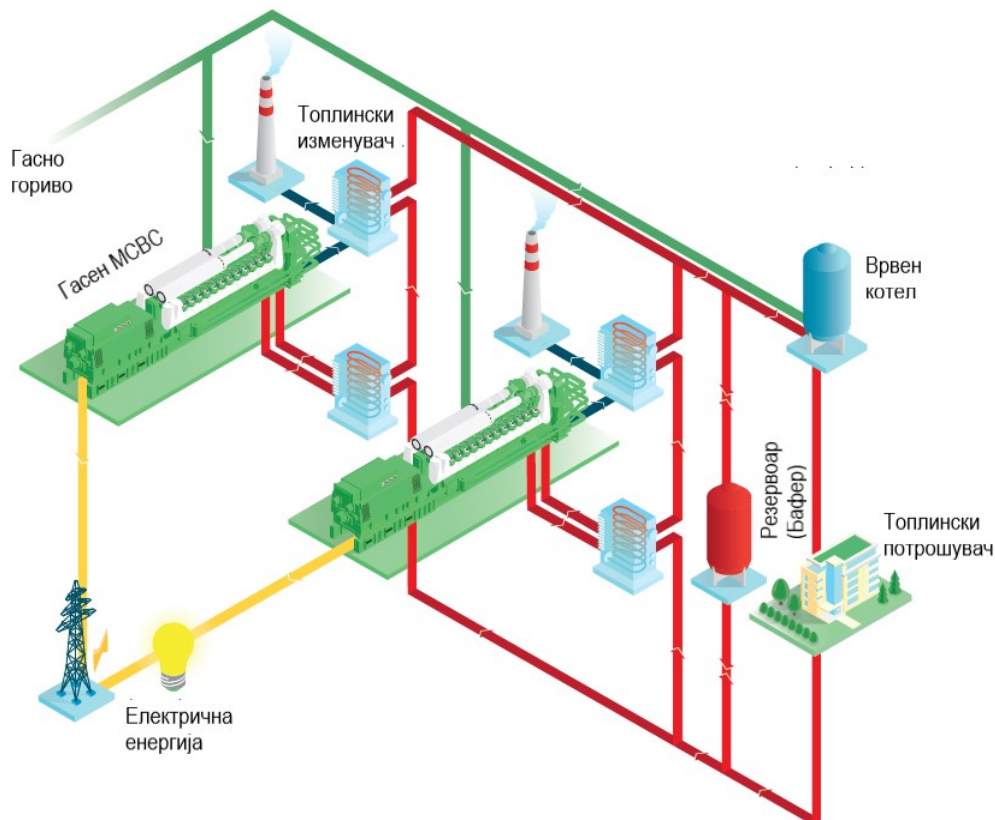 Топлински
изменувач
Гасно
гориво
Гасен МСВС
Врвен
котел
Резервоар
(Бафер)
Топлински
потрошувач
Електрична
енергија